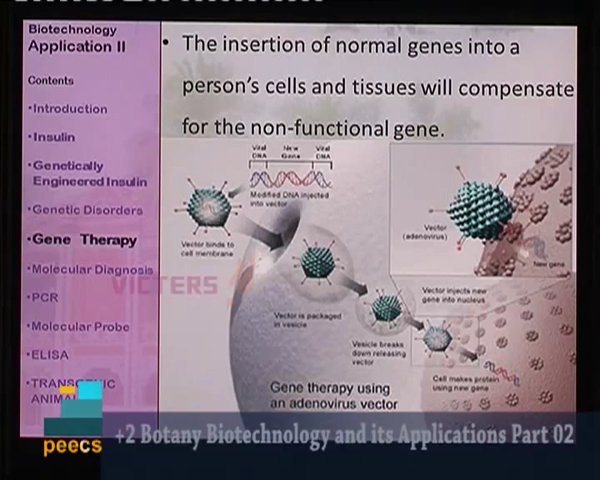 Biotechnology
Application II
Contents
•Introduction
•Insulin
•Genetically
Engineered Insulin
•Genetic Disorders
•Gene Therapy
•Molecular Diagnosis
•PCR
•Molecular Probe
•ELISA
•TRANSGENIC
ANIMA
• The insertion of normal genes into a
person's cells and tissues will compensate
for the non-functional gene.
Viral DNA
New Gene
Viral DNA
Modified DNA injected
into vector
Vector binds to
cell membrane
Vector
(adenovirus)
New gene
VICTERS
Vector is packaged
in vesicle
Vector injects new
gene into nucleus
Vesicle breaks
down releasing
vector
Cell makes protein
using new gene
Gene therapy using
an adenovirus vector
peecs
+2 Botany Biotechnology and its Applications Part 02